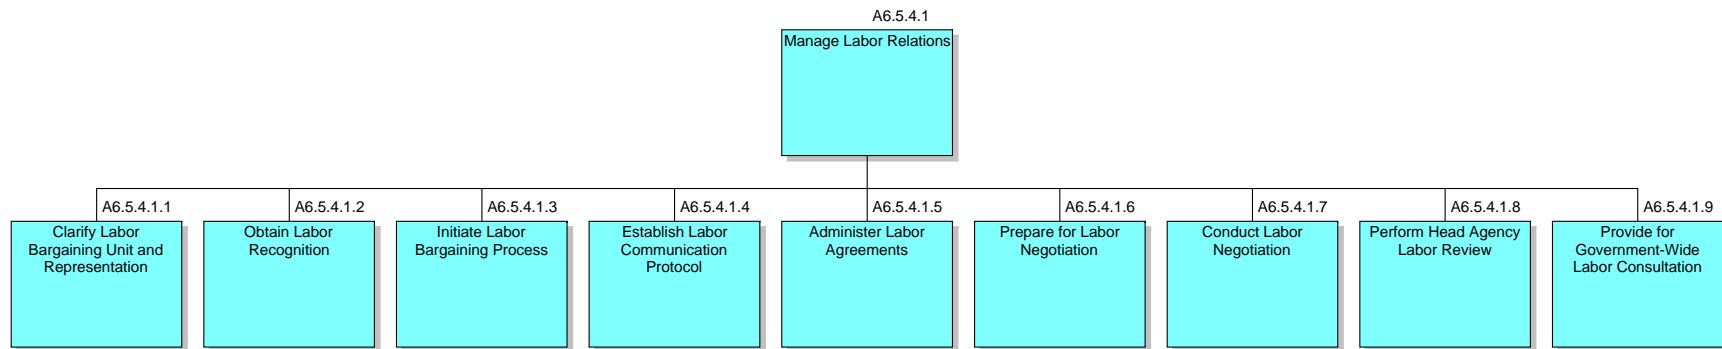 A6.5.4.1
Manage Labor Relations
A6.5.4.1.1
Clarify Labor
Bargaining Unit and
Representation
A6.5.4.1.2
Obtain Labor
Recognition
A6.5.4.1.3
Initiate Labor
Bargaining Process
A6.5.4.1.4
Establish Labor
Communication
Protocol
A6.5.4.1.5
Administer Labor
Agreements
A6.5.4.1.6
Prepare for Labor
Negotiation
A6.5.4.1.7
Conduct Labor
Negotiation
A6.5.4.1.8
Perform Head Agency
Labor Review
A6.5.4.1.9
Provide for
Government-Wide
Labor Consultation